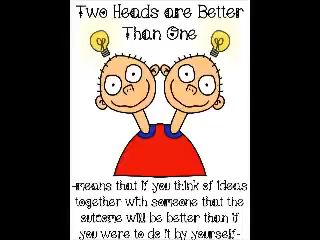 Two Heads are Better
Than One
-means that if you think of ideas
together with someone that the
outcome will be better than if
you were to do it by yourself-